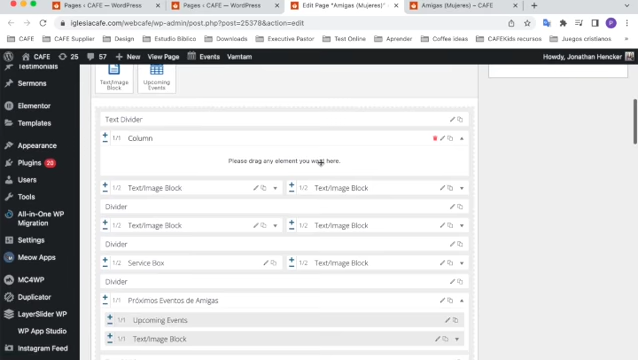 Pages ‹ CAFE — WordPress
Pages ‹ CAFE — WordPress
Edit Page "Amigas (Mujeres)"
Amigas (Mujeres) – CAFE
iglesiacafe.com/webcafe/wp-admin/post.php?post=25378&action=edit
CAFE
CAFE Supplier
Design
Estudio Bíblico
Downloads
Executive Pastor
Test Online
Aprender
Coffee ideas
CAFEKids recursos
Juegos cristianos
CAFE
25
57
New
View Page
Events
Vamtam
Howdy, Jonathan Hencker
Testimonials
Sermons
Elementor
Templates
Appearance
Plugins 20
Users
Tools
All-in-One WP
Migration
Settings
Meow Apps
MC4WP
Duplicator
LayerSlider WP
WP App Studio
Instagram Feed
Text/Image
Block
Upcoming
Events
Text Divider
1/1 Column
Please drag any element you want here.
1/2 Text/Image Block
1/2 Text/Image Block
Divider
1/2 Text/Image Block
1/2 Text/Image Block
Divider
1/2 Service Box
1/2 Text/Image Block
Divider
1/1 Próximos Eventos de Amigas
1/1 Upcoming Events
1/1 Text/Image Block